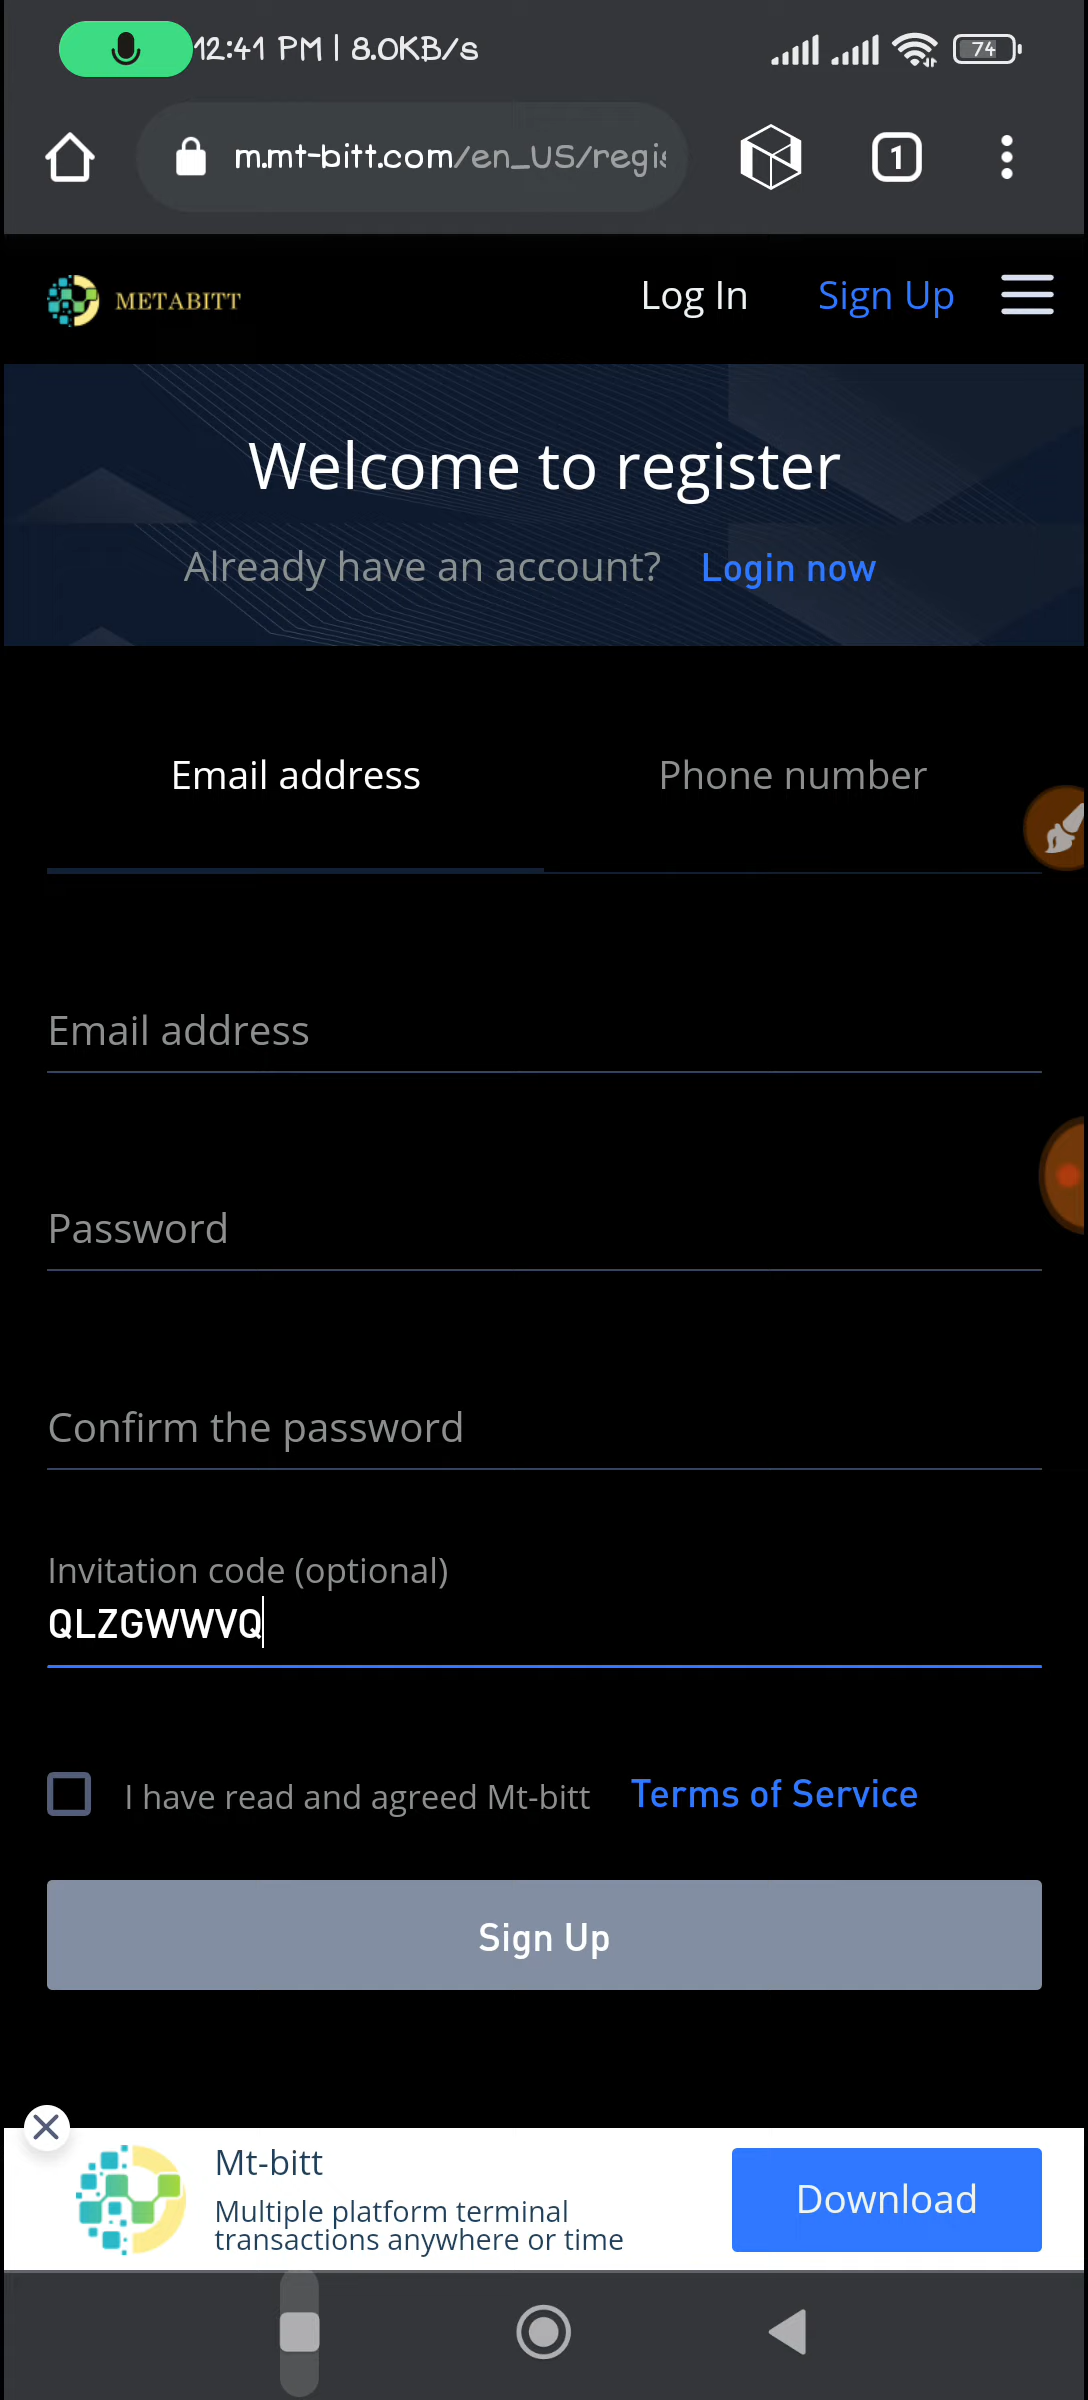 12:41 PM | 8.0KB/s
74
m.mt-bitt.com/en_US/regis
1
METABITT
Log In
Sign Up
Welcome to register
Already have an account? Login now
Email address
Phone number
Email address
Password
Confirm the password
Invitation code (optional)
QLZGWWVQ
I have read and agreed Mt-bitt Terms of Service
Sign Up
Mt-bitt
Multiple platform terminal
transactions anywhere or time
Download